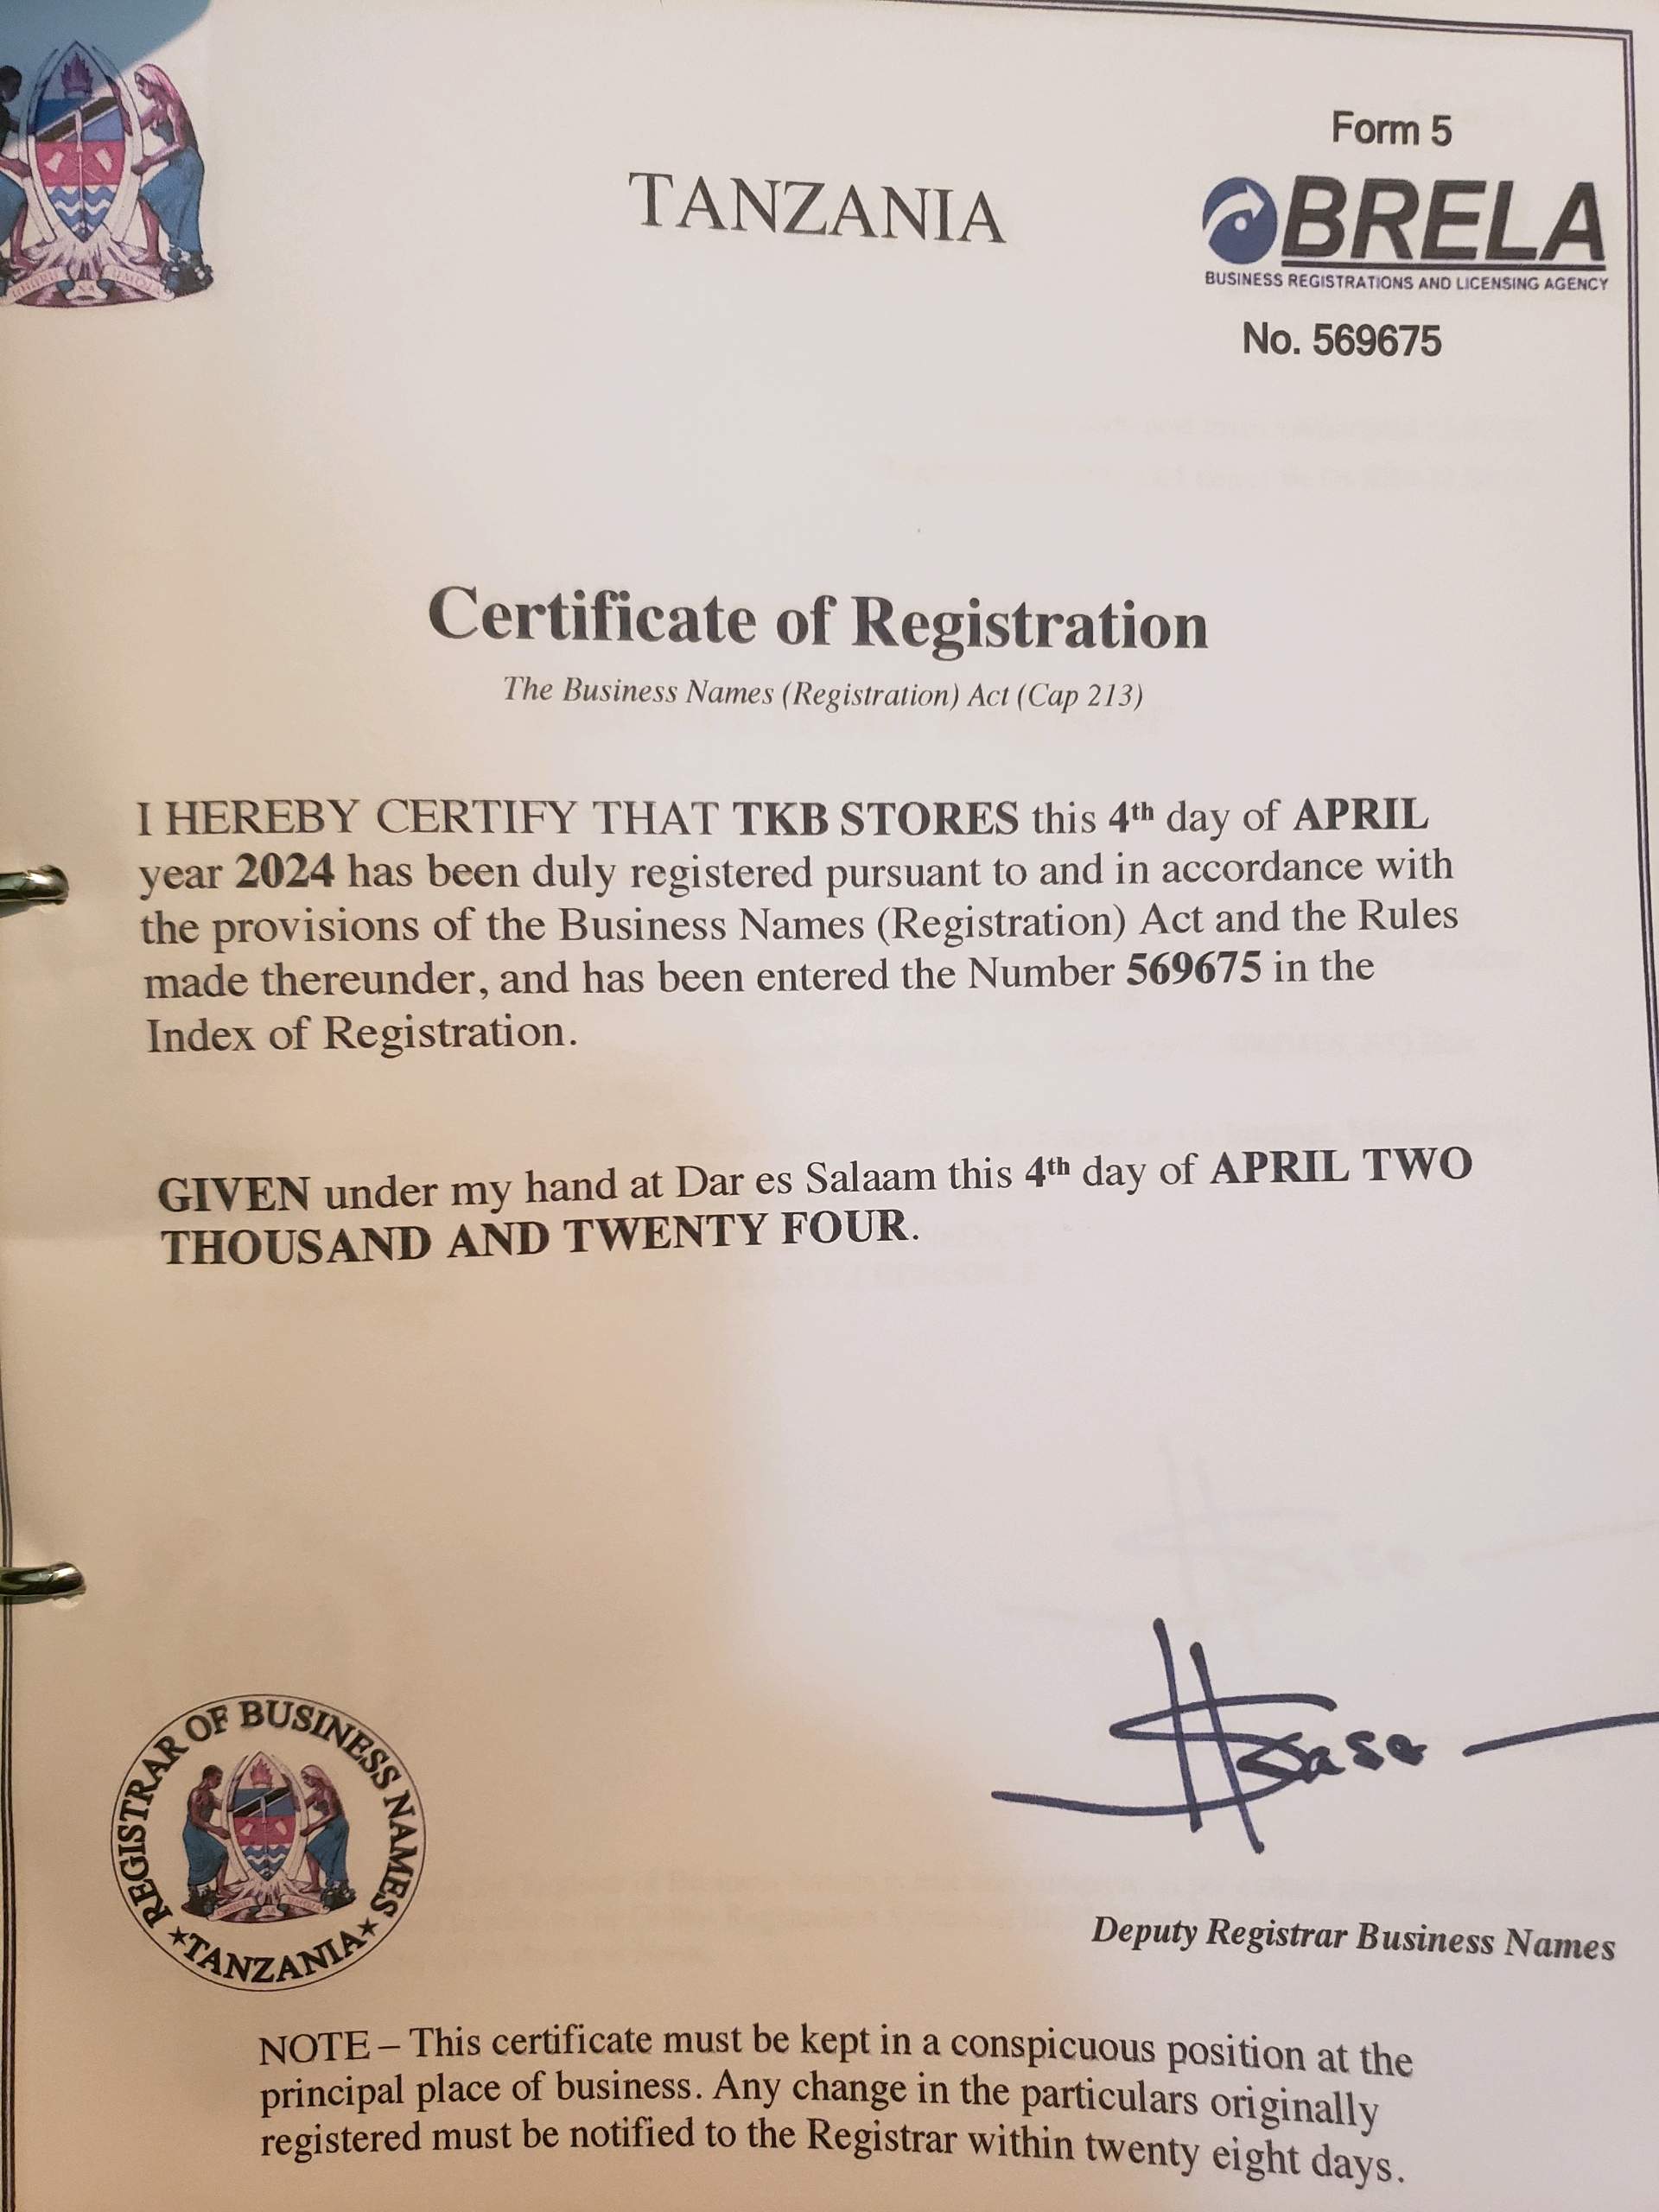 Form 5
TANZANIA
BRELA
BUSINESS REGISTRATIONS AND LICENSING AGENCY
No. 569675
UHURU NA UMOJA
Certificate of Registration
The Business Names (Registration) Act (Cap 213)
I HEREBY CERTIFY THAT TKB STORES this 4th day of APRIL
year 2024 has been duly registered pursuant to and in accordance with
the provisions of the Business Names (Registration) Act and the Rules
made thereunder, and has been entered the Number 569675 in the
Index of Registration.
GIVEN under my hand at Dar es Salaam this 4th day of APRIL TWO
THOUSAND AND TWENTY FOUR.
REGISTRAR OF BUSINESS NAMES
★TANZANIA★
Deputy Registrar Business Names
NOTE – This certificate must be kept in a conspicuous position at the
principal place of business. Any change in the particulars originally
registered must be notified to the Registrar within twenty eight days.